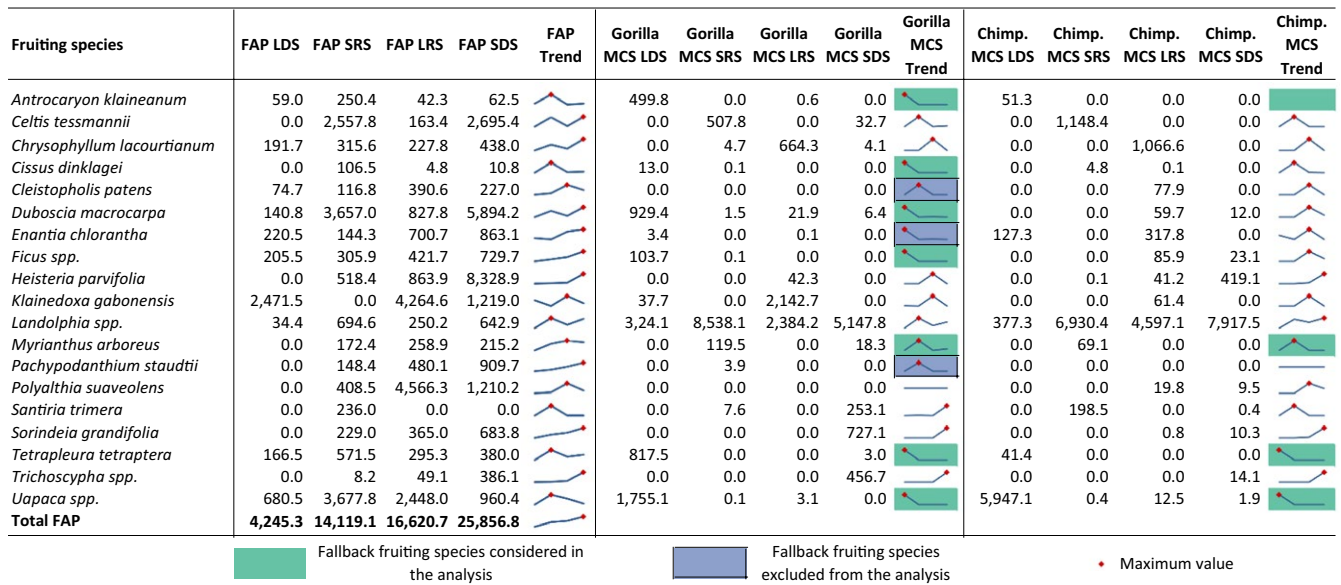 Fruiting species FAP LDS FAP SRS FAP LRS FAP SDS FAP Trend Gorilla MCS LDS Gorilla MCS SRS Gorilla MCS LRS Gorilla MCS SDS Gorilla MCS Trend Chimp. MCS LDS Chimp. MCS SRS Chimp. MCS LRS Chimp. MCS SDS Chimp. MCS Trend
Antrocaryon klaineanum 59.0 250.4 42.3 62.5 499.8 0.0 0.6 0.0 51.3 0.0 0.0 0.0
Celtis tessmannii 0.0 2,557.8 163.4 2,695.4 0.0 507.8 0.0 32.7 0.0 1,148.4 0.0 0.0
Chrysophyllum lacourtianum 191.7 315.6 227.8 438.0 0.0 4.7 664.3 4.1 0.0 0.0 1,066.6 0.0
Cissus dinklagei 0.0 106.5 4.8 10.8 13.0 0.1 0.0 0.0 0.0 4.8 0.1 0.0
Cleistopholis patens 74.7 116.8 390.6 227.0 0.0 0.0 0.0 0.0 0.0 0.0 77.9 0.0
Duboscia macrocarpa 140.8 3,657.0 827.8 5,894.2 929.4 1.5 21.9 6.4 0.0 0.0 59.7 12.0
Enantia chlorantha 220.5 144.3 700.7 863.1 3.4 0.0 0.1 0.0 127.3 0.0 317.8 0.0
Ficus spp. 205.5 305.9 421.7 729.7 103.7 0.1 0.0 0.0 0.0 0.0 85.9 23.1
Heisteria parvifolia 0.0 518.4 863.9 8,328.9 0.0 0.0 42.3 0.0 0.0 0.1 41.2 419.1
Klainedoxa gabonensis 2,471.5 0.0 4,264.6 1,219.0 37.7 0.0 2,142.7 0.0 0.0 0.0 61.4 0.0
Landolphia spp. 34.4 694.6 250.2 642.9 3,24.1 8,538.1 2,384.2 5,147.8 377.3 6,930.4 4,597.1 7,917.5
Myrianthus arboreus 0.0 172.4 258.9 215.2 0.0 119.5 0.0 18.3 0.0 69.1 0.0 0.0
Pachypodanthium staudtii 0.0 148.4 480.1 909.7 0.0 3.9 0.0 0.0 0.0 0.0 0.0 0.0
Polyalthia suaveolens 0.0 408.5 4,566.3 1,210.2 0.0 0.0 0.0 0.0 0.0 0.0 19.8 9.5
Santiria trimera 0.0 236.0 0.0 0.0 0.0 7.6 0.0 253.1 0.0 198.5 0.0 0.4
Sorindeia grandifolia 0.0 229.0 365.0 683.8 0.0 0.0 0.0 727.1 0.0 0.0 0.8 10.3
Tetrapleura tetraptera 166.5 571.5 295.3 380.0 817.5 0.0 0.0 3.0 41.4 0.0 0.0 0.0
Trichoscypha spp. 0.0 8.2 49.1 386.1 0.0 0.0 0.0 456.7 0.0 0.0 0.0 14.1
Uapaca spp. 680.5 3,677.8 2,448.0 960.4 1,755.1 0.1 3.1 0.0 5,947.1 0.4 12.5 1.9
Total FAP 4,245.3 14,119.1 16,620.7 25,856.8
Fallback fruiting species considered in
the analysis
Fallback fruiting species
excluded from the analysis
Maximum value